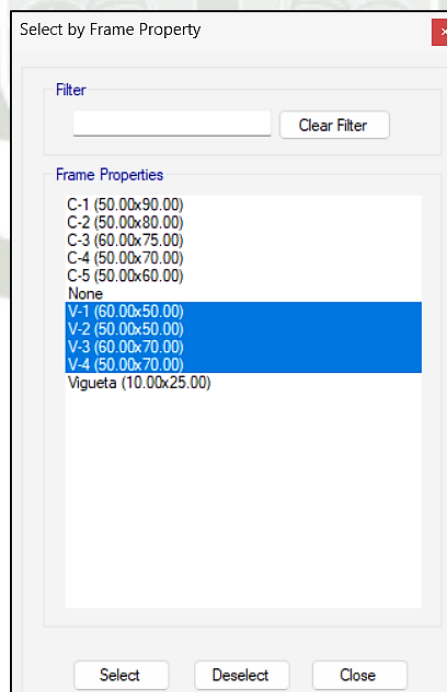 Select by Frame Property
Filter
Clear Filter
Frame Properties
C-1 (50.00x90.00)
C-2 (50.00x80.00)
C-3 (60.00x75.00)
C-4 (50.00x70.00)
C-5 (50.00x60.00)
None
V-1 (60.00x50.00)
V-2 (50.00x50.00)
V-3 (60.00x70.00)
V-4 (50.00x70.00)
Vigueta (10.00x25.00)
Select Deselect Close